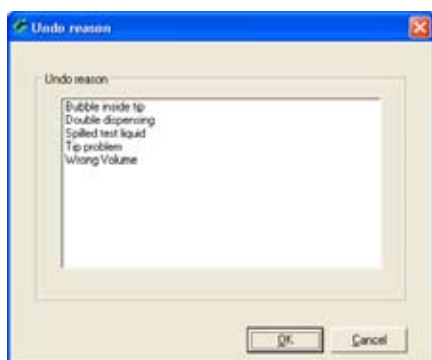 Undo reason
Undo reason
Bubble inside tip
Double dispensing
Spilled test liquid
Tip problem
Wrong Volume
OK
Cancel